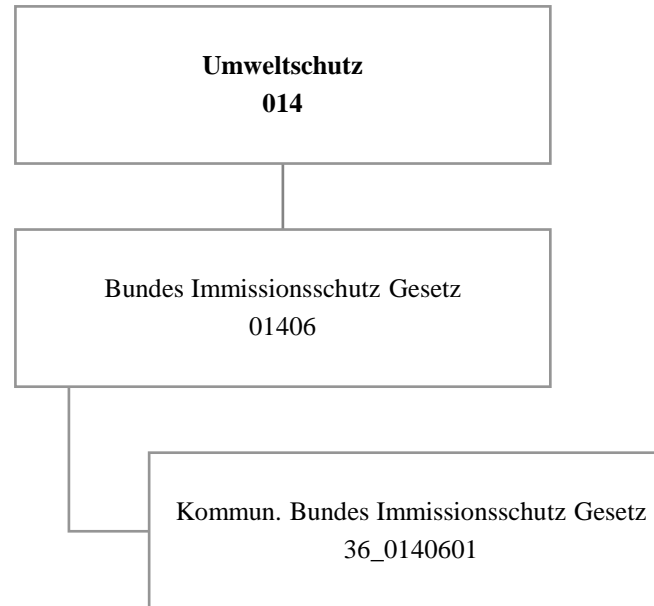 Umweltschutz
014
Bundes Immissionsschutz Gesetz
01406
Kommun. Bundes Immissionsschutz Gesetz
36_0140601